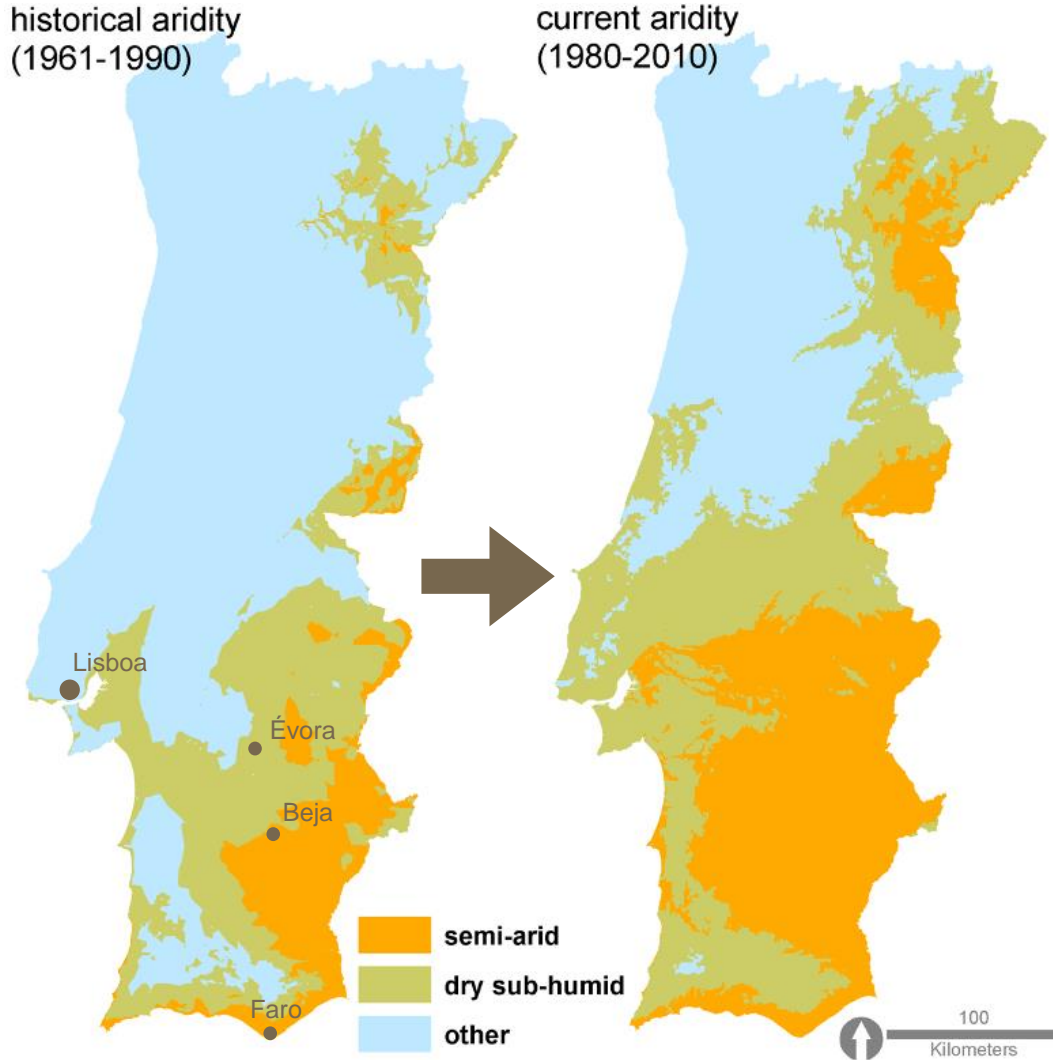 historical aridity
(1961-1990)
current aridity
(1980-2010)
Lisboa
Évora
Beja
Faro
semi-arid
dry sub-humid
other
100
Kilometers